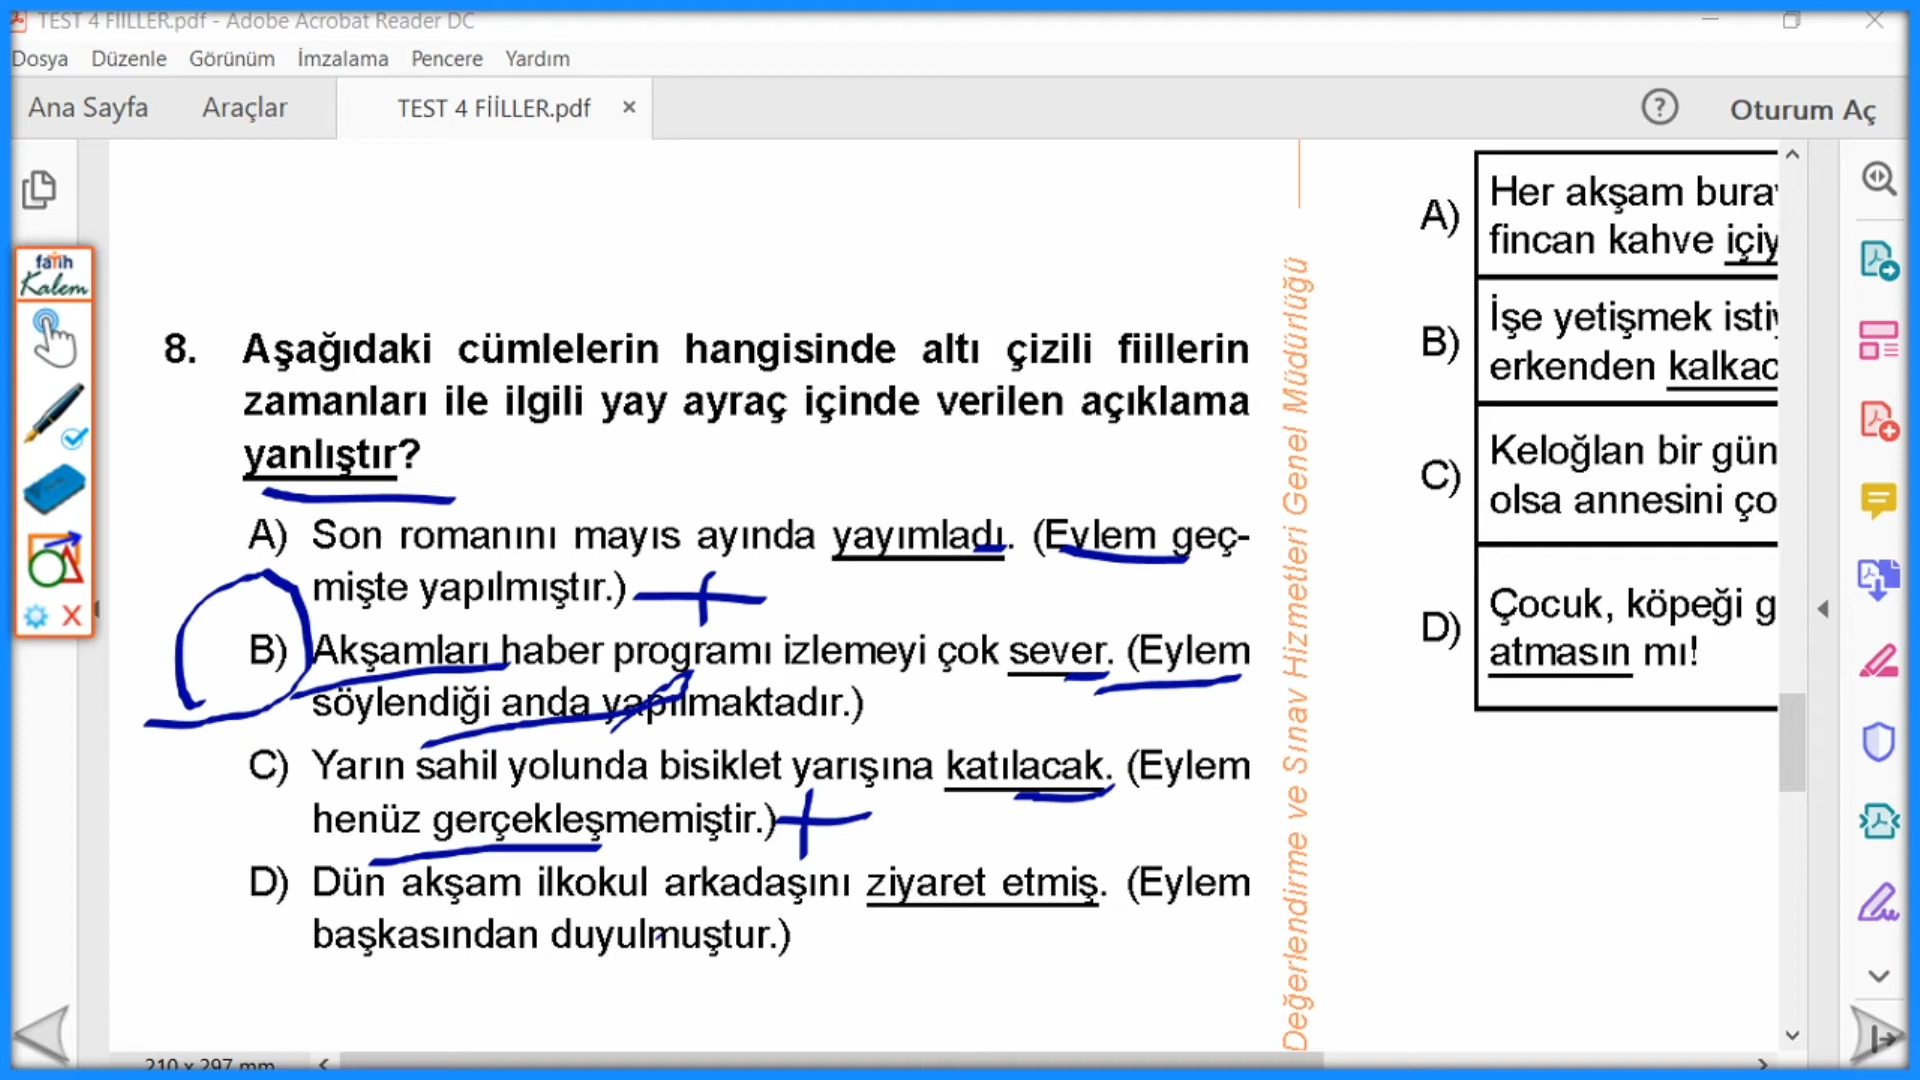 TEST 4 FİİLLER.pdf - Adobe Acrobat Reader DC
Dosya Düzenle Görünüm İmzalama Pencere Yardım
Ana Sayfa Araçlar TEST 4 FİİLLER.pdf × ? Oturum Aç
fatih
Kalem
8. Aşağıdaki cümlelerin hangisinde altı çizili fiillerin
zamanları ile ilgili yay ayraç içinde verilen açıklama
yanlıştır?
A) Son romanını mayıs ayında yayımladı. (Eylem geç-
mişte yapılmıştır.)
B) Akşamları haber programı izlemeyi çok sever. (Eylem
söylendiği anda yapılmaktadır.)
C) Yarın sahil yolunda bisiklet yarışına katılacak. (Eylem
henüz gerçekleşmemiştir.)
D) Dün akşam ilkokul arkadaşını ziyaret etmiş. (Eylem
başkasından duyulmuştur.)
Değerlendirme ve Sınav Hizmetleri Genel Müdürlüğü
A) Her akşam bura
fincan kahve içiy
B) İşe yetişmek isti
erkenden kalkac
C) Keloğlan bir gün
olsa annesini ço
D) Çocuk, köpeği g
atmasın mı!
210 x 297 mm